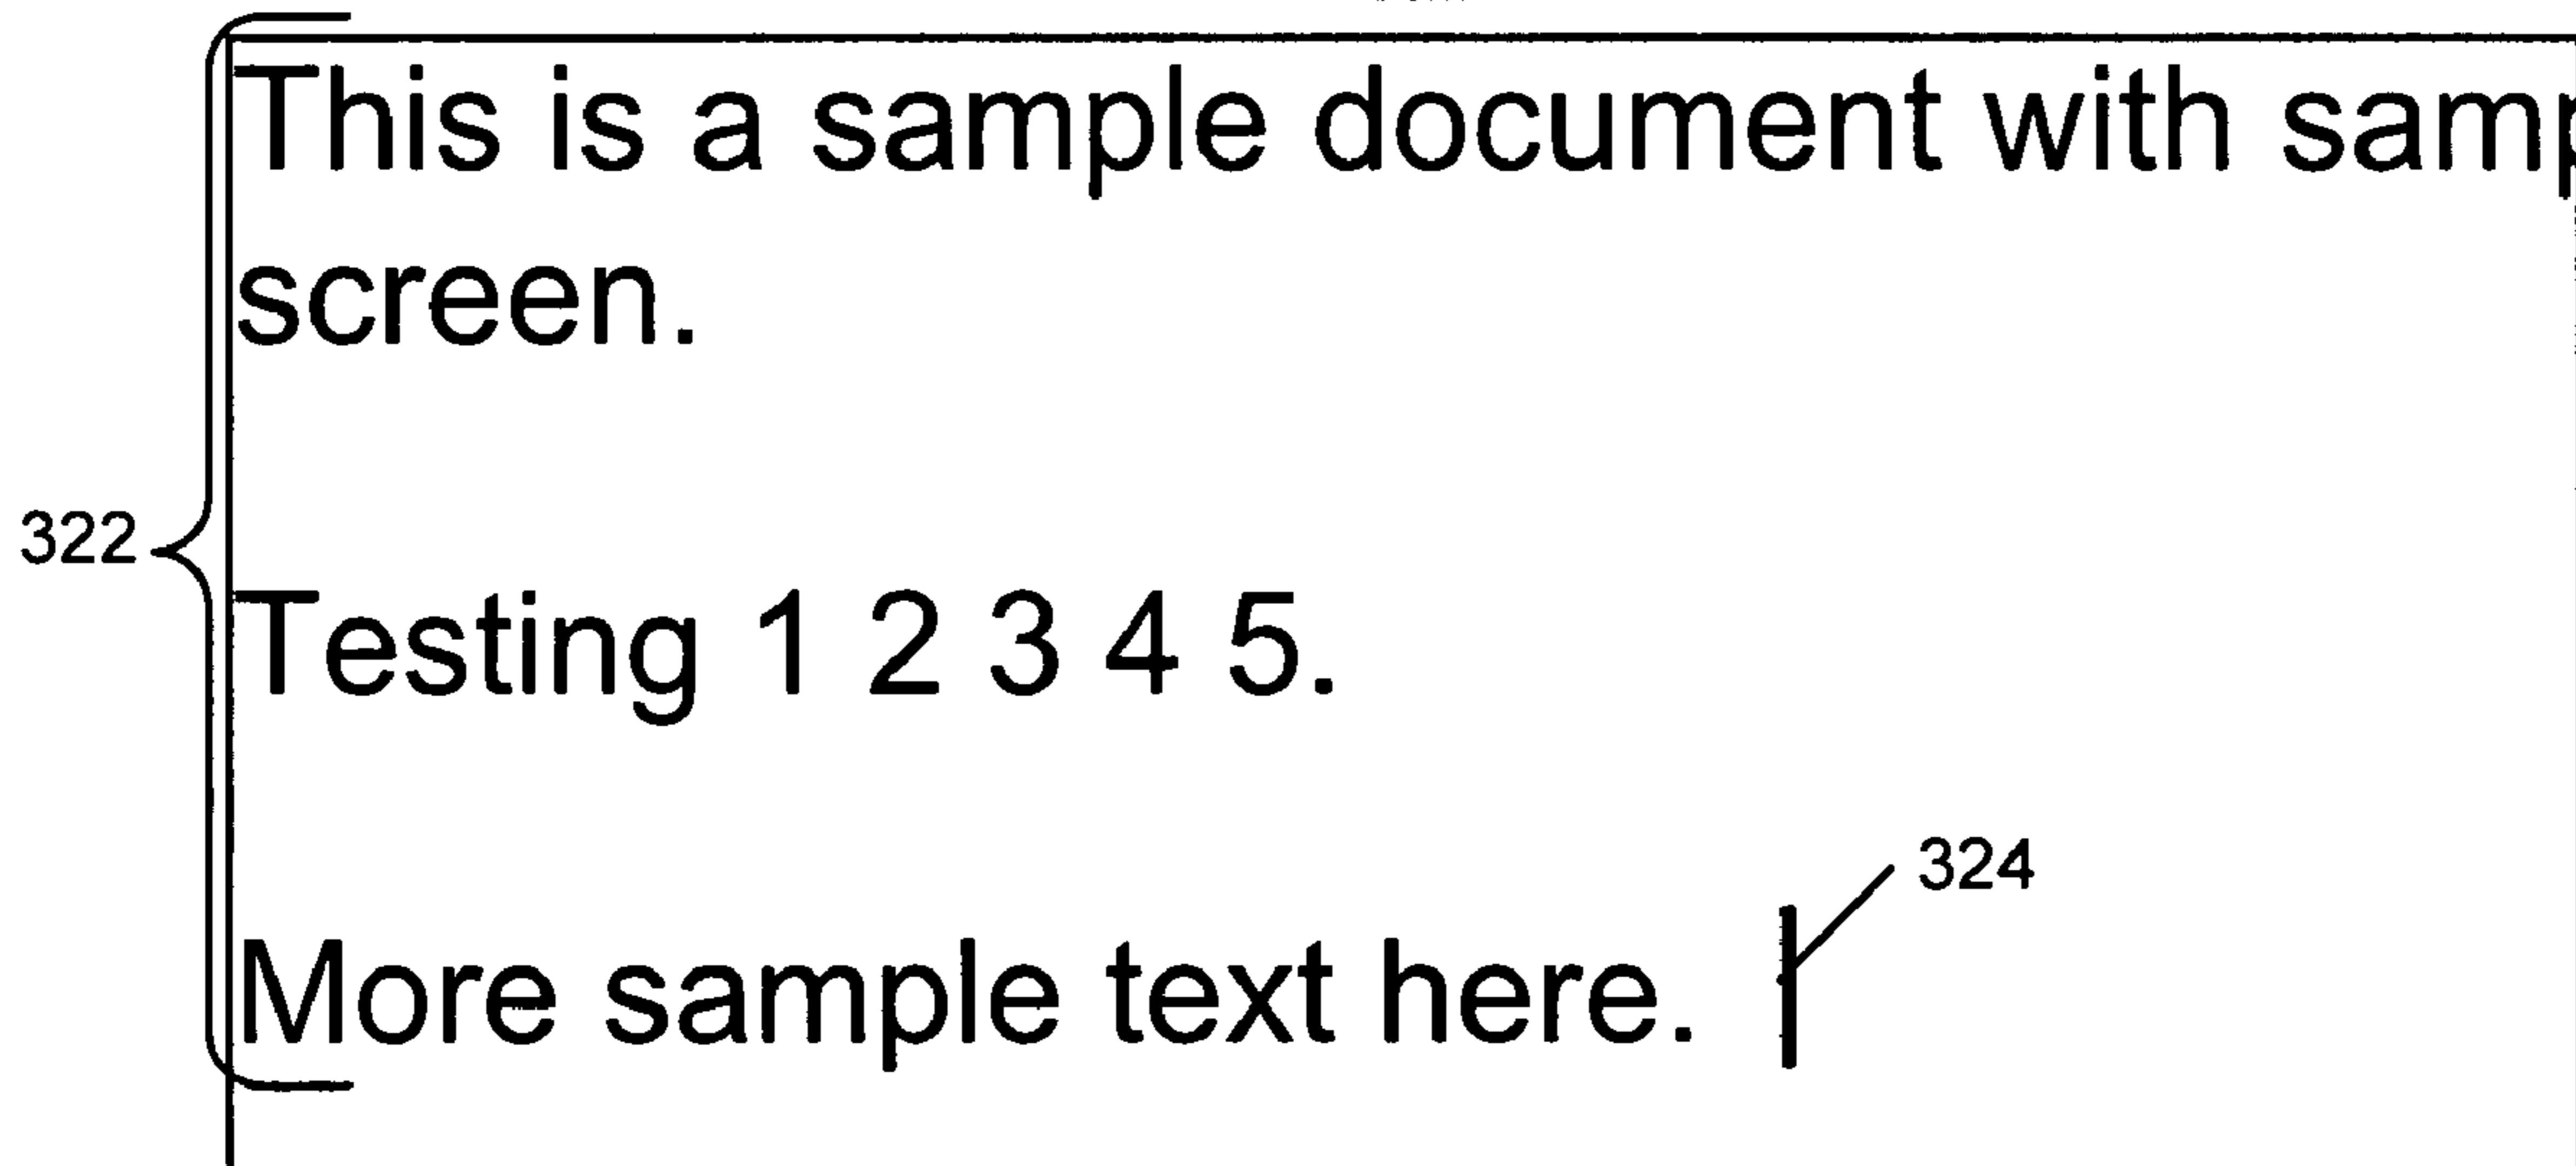 This is a sample document with samp
screen.
322
Testing 1 2 3 4 5.
324
More sample text here.